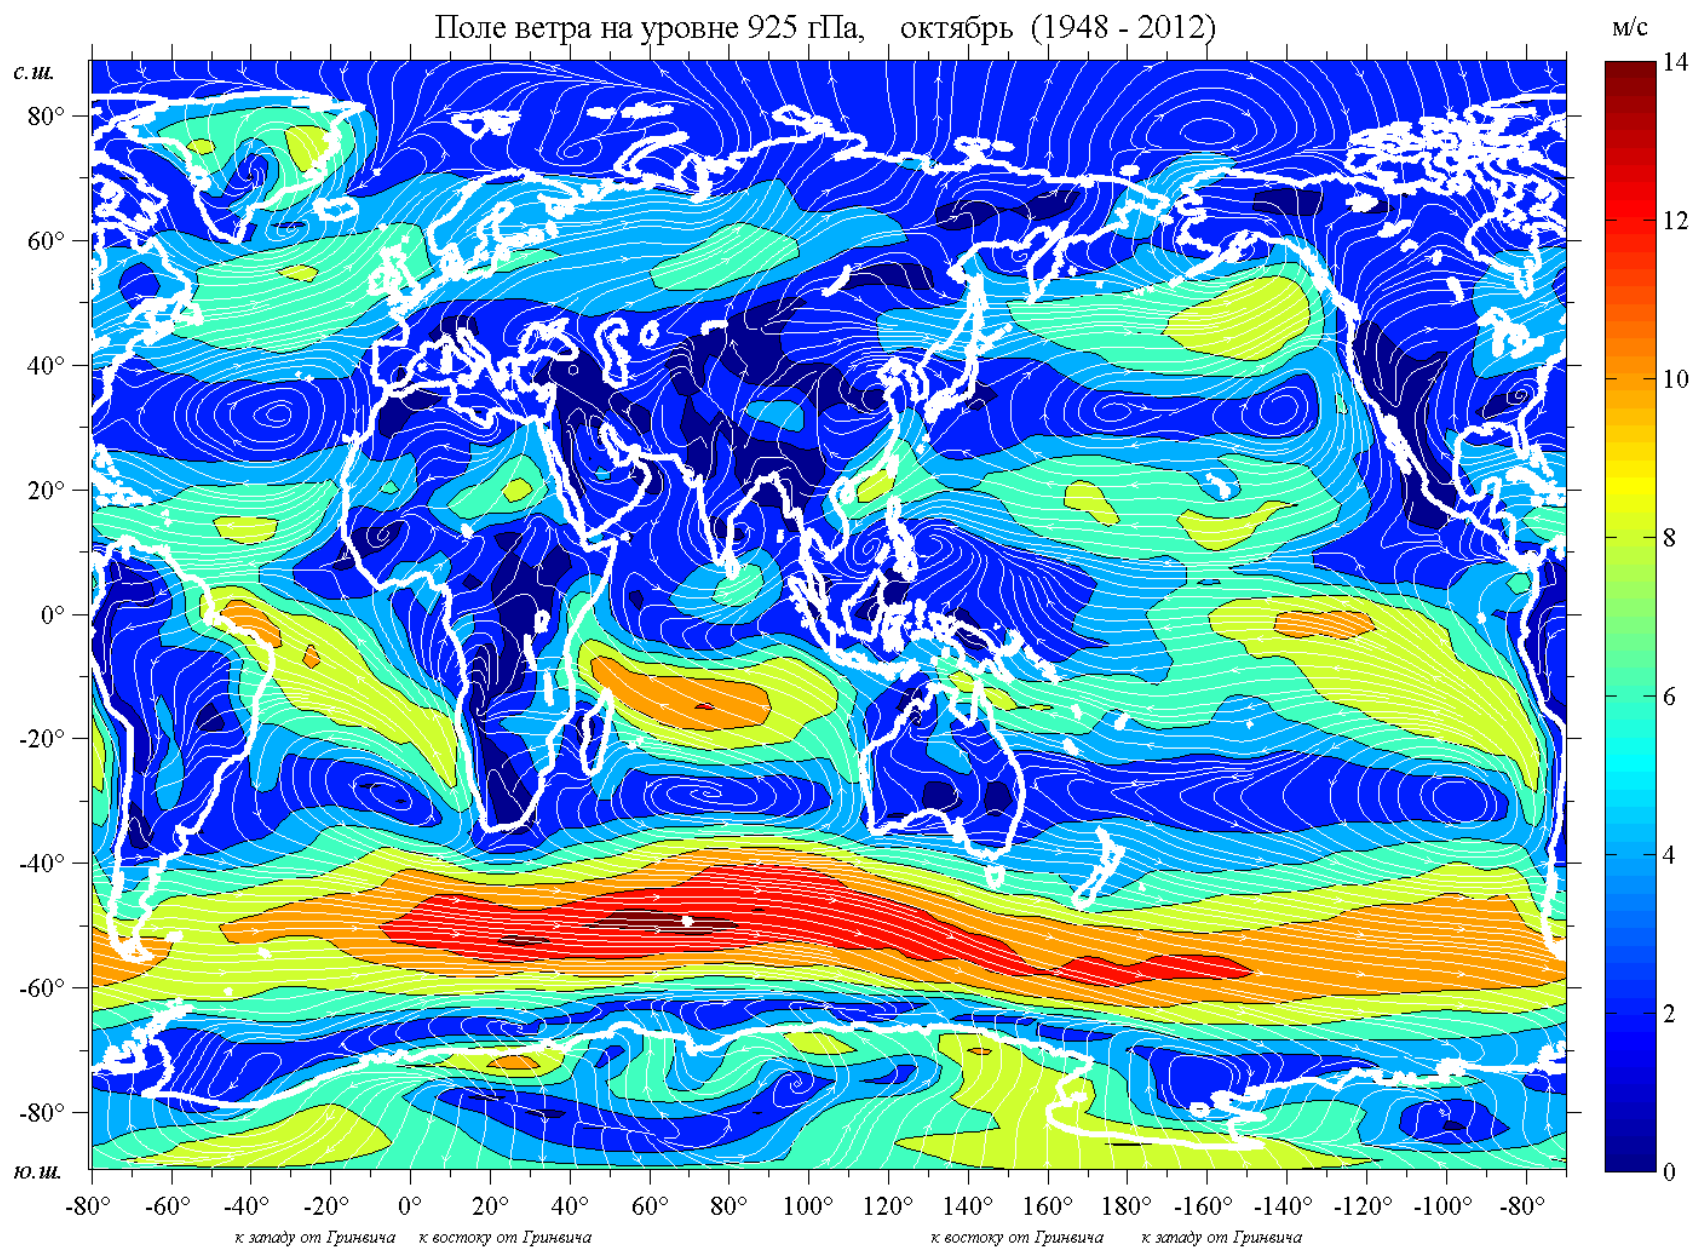 Поле ветра на уровне 925 гПа, октябрь (1948 - 2012)
м/с
с.ш.
80°
60°
40°
20°
0°
-20°
-40°
-60°
-80°
ю.ш.
14
12
10
8
6
4
2
0
-80° -60° -40° -20° 0° 20° 40° 60° 80° 100° 120° 140° 160° 180° -160° -140° -120° -100° -80°
к западу от Гринвича к востоку от Гринвича к востоку от Гринвича к западу от Гринвича